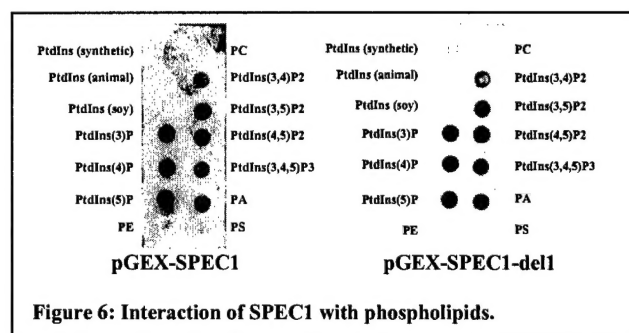 PtdIns (synthetic) PC PtdIns (synthetic) PC
PtdIns (animal) PtdIns(3,4)P2 PtdIns (animal) PtdIns(3,4)P2
PtdIns (soy) PtdIns(3,5)P2 PtdIns (soy) PtdIns(3,5)P2
PtdIns(3)P PtdIns(4,5)P2 PtdIns(3)P PtdIns(4,5)P2
PtdIns(4)P PtdIns(3,4,5)P3 PtdIns(4)P PtdIns(3,4,5)P3
PtdIns(5)P PA PtdIns(5)P PA
PE PS PE PS
pGEX-SPEC1 pGEX-SPEC1-del1
Figure 6: Interaction of SPEC1 with phospholipids.